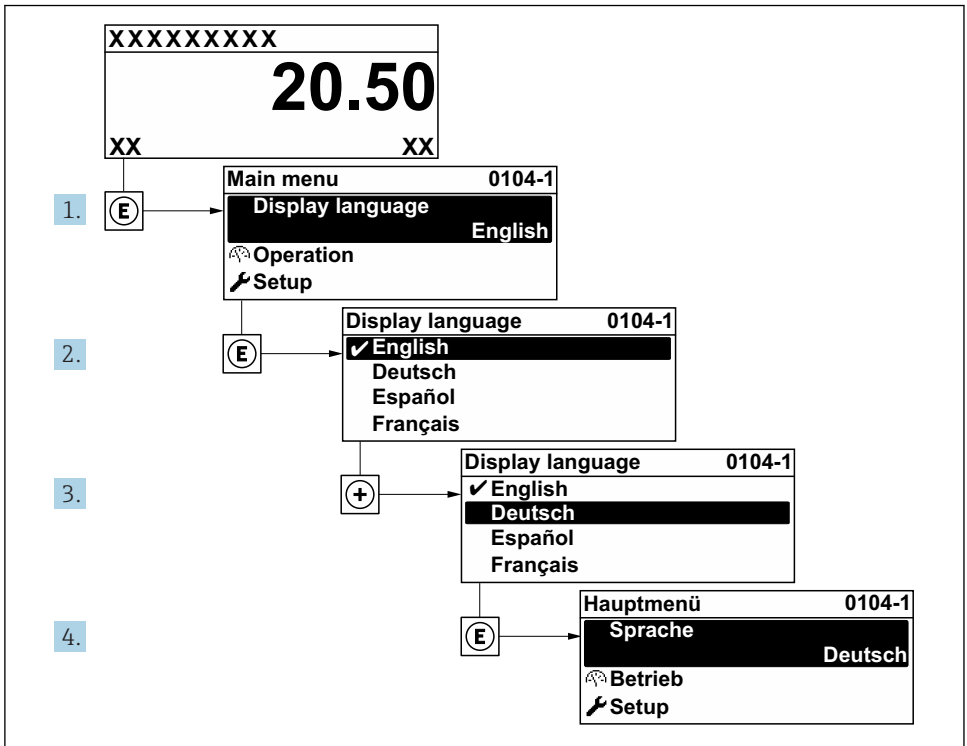 XXXXXXXXX
20.50
XX XX
1.
E
Main menu 0104-1
Display language
English
Operation
Setup
2.
E
Display language 0104-1
✔ English
Deutsch
Español
Français
3.
+
Display language 0104-1
✔ English
Deutsch
Español
Français
4.
E
Hauptmenü 0104-1
Sprache
Deutsch
Betrieb
Setup